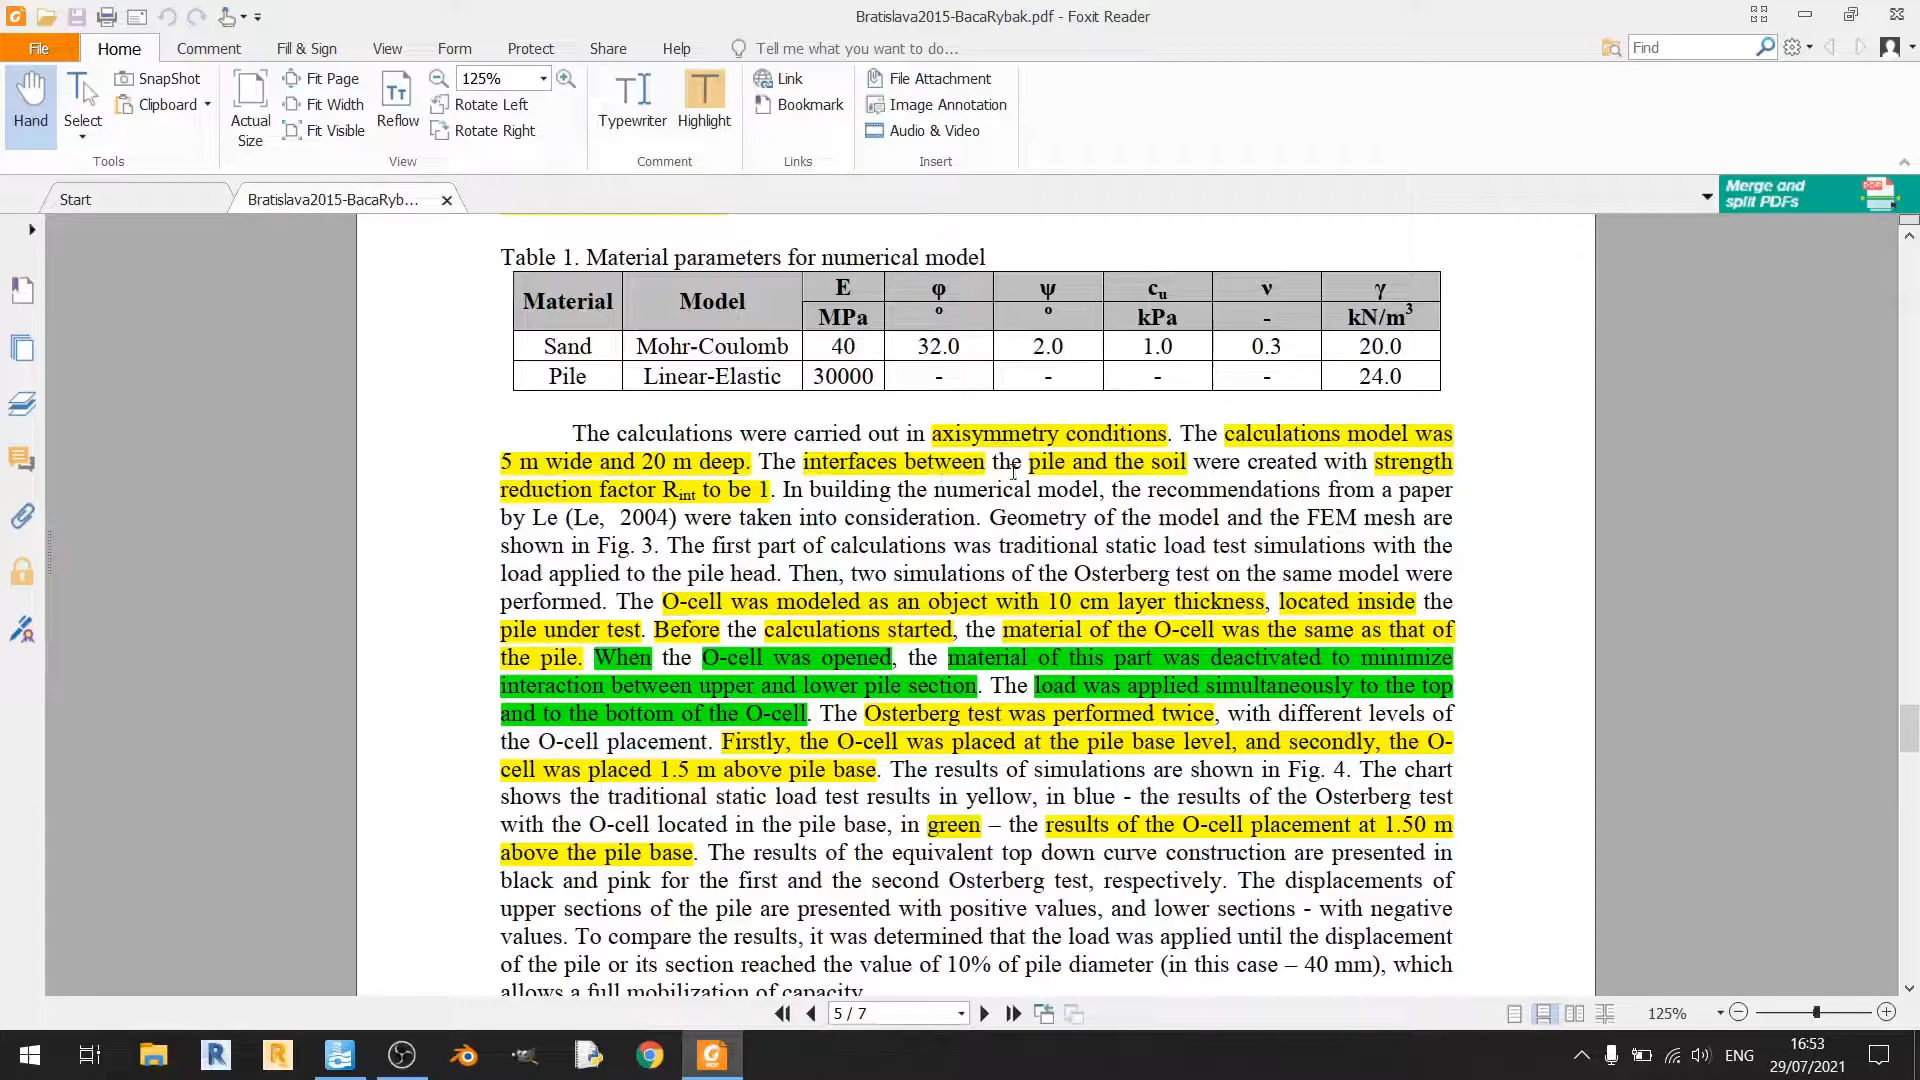 Bratislava2015-BacaRybak.pdf - Foxit Reader
File Home Comment Fill & Sign View Form Protect Share Help Tell me what you want to do... Find
Hand
Select
SnapShot
Clipboard
Tools
Actual
Size
Fit Page
Fit Width
Fit Visible
Reflow
125%
Rotate Left
Rotate Right
View
Typewriter
Highlight
Comment
Link
Bookmark
Links
File Attachment
Image Annotation
Audio & Video
Insert
Start
Bratislava2015-BacaRyb...
Merge and
split PDFs
Table 1. Material parameters for numerical model
Material Model E φ ψ cu ν γ
MPa ° ° kPa - kN/m3
Sand Mohr-Coulomb 40 32.0 2.0 1.0 0.3 20.0
Pile Linear-Elastic 30000 - - - - 24.0
The calculations were carried out in axisymmetry conditions. The calculations model was
5 m wide and 20 m deep. The interfaces between the pile and the soil were created with strength
reduction factor Rint to be 1. In building the numerical model, the recommendations from a paper
by Le (Le, 2004) were taken into consideration. Geometry of the model and the FEM mesh are
shown in Fig. 3. The first part of calculations was traditional static load test simulations with the
load applied to the pile head. Then, two simulations of the Osterberg test on the same model were
performed. The O-cell was modeled as an object with 10 cm layer thickness, located inside the
pile under test. Before the calculations started, the material of the O-cell was the same as that of
the pile. When the O-cell was opened, the material of this part was deactivated to minimize
interaction between upper and lower pile section. The load was applied simultaneously to the top
and to the bottom of the O-cell. The Osterberg test was performed twice, with different levels of
the O-cell placement. Firstly, the O-cell was placed at the pile base level, and secondly, the O-
cell was placed 1.5 m above pile base. The results of simulations are shown in Fig. 4. The chart
shows the traditional static load test results in yellow, in blue - the results of the Osterberg test
with the O-cell located in the pile base, in green – the results of the O-cell placement at 1.50 m
above the pile base. The results of the equivalent top down curve construction are presented in
black and pink for the first and the second Osterberg test, respectively. The displacements of
upper sections of the pile are presented with positive values, and lower sections - with negative
values. To compare the results, it was determined that the load was applied until the displacement
of the pile or its section reached the value of 10% of pile diameter (in this case – 40 mm), which
allows a full mobilization of capacity.
5 / 7
125%
ENG
16:53
29/07/2021